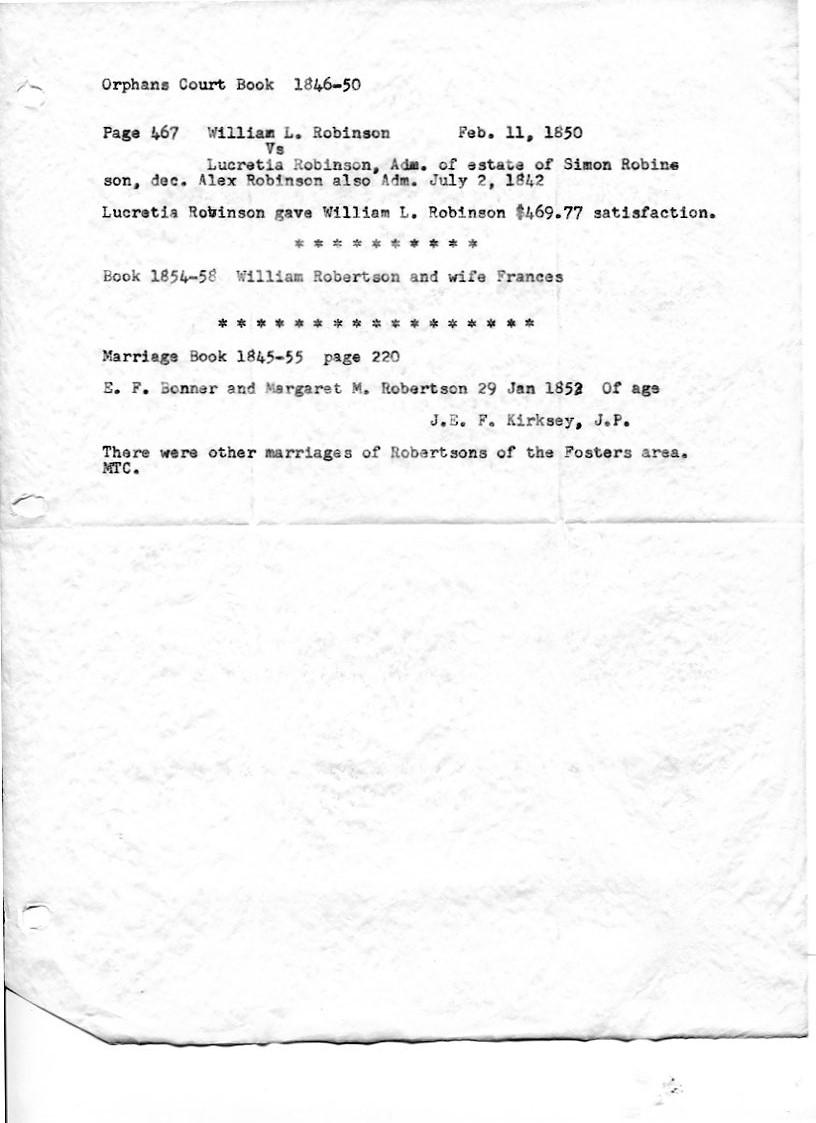 Orphans Court Book 1846-50
Page 467 William L. Robinson Feb. 11, 1850
Vs
Lucretia Robinson, Adm. of estate of Simon Robine
son, dec. Alex Robinson also Adm. July 2, 1842
Lucretia Robinson gave William L. Robinson $469.77 satisfaction.
* * * * * * * * * *
Book 1854-58 William Robertson and wife Frances
* * * * * * * * * * * * * * * * *
Marriage Book 1845-55 page 220
E. F. Bonner and Margaret M. Robertson 29 Jan 1852 Of age
J.E. F. Kirksey, J.P.
There were other marriages of Robertsons of the Fosters area.
MTC.